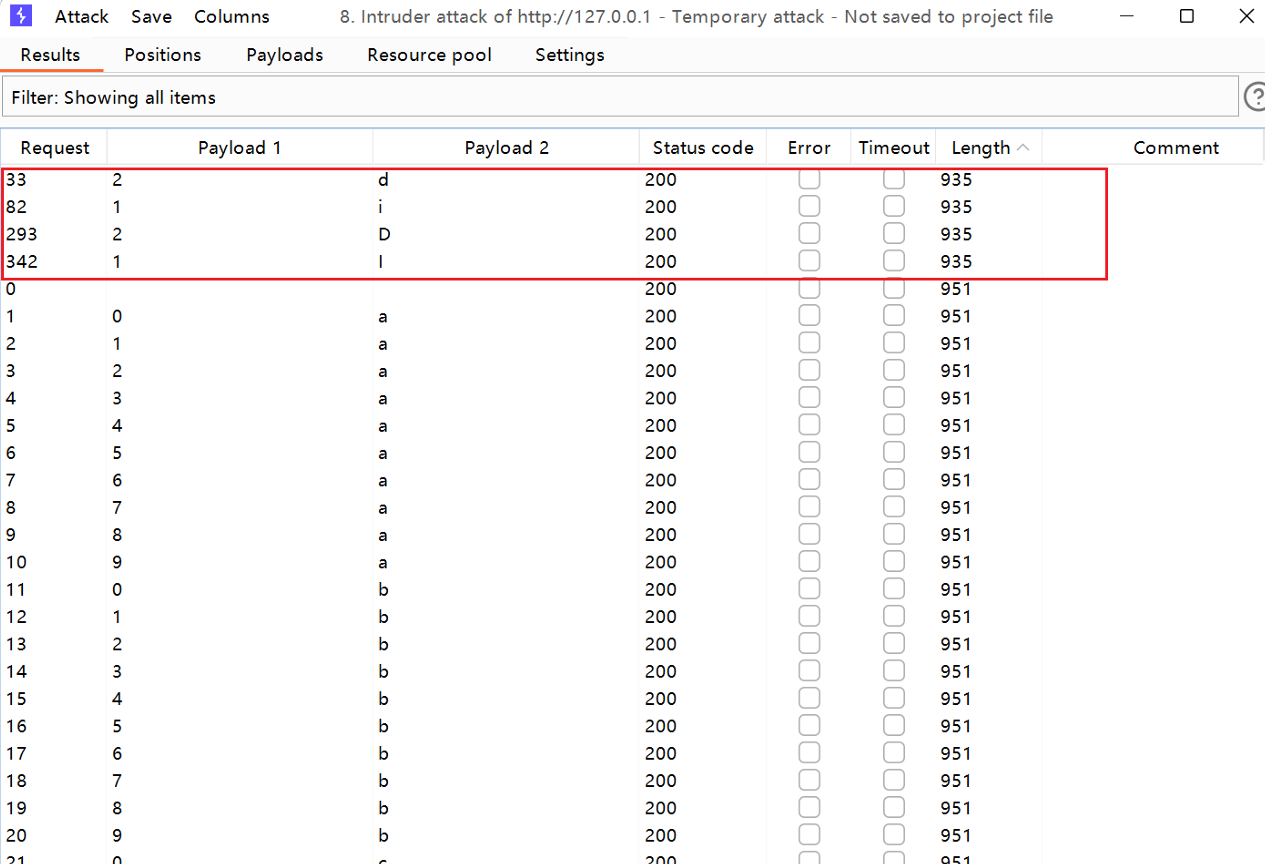 Attack Save Columns 8. Intruder attack of http://127.0.0.1 - Temporary attack - Not saved to project file
Results Positions Payloads Resource pool Settings
Filter: Showing all items
?
Request Payload 1 Payload 2 Status code Error Timeout Length Comment
33 2 d 200 935
82 1 i 200 935
293 2 D 200 935
342 1 I 200 935
0 200 951
1 0 a 200 951
2 1 a 200 951
3 2 a 200 951
4 3 a 200 951
5 4 a 200 951
6 5 a 200 951
7 6 a 200 951
8 7 a 200 951
9 8 a 200 951
10 9 a 200 951
11 0 b 200 951
12 1 b 200 951
13 2 b 200 951
14 3 b 200 951
15 4 b 200 951
16 5 b 200 951
17 6 b 200 951
18 7 b 200 951
19 8 b 200 951
20 9 b 200 951
21 0 c 200 951